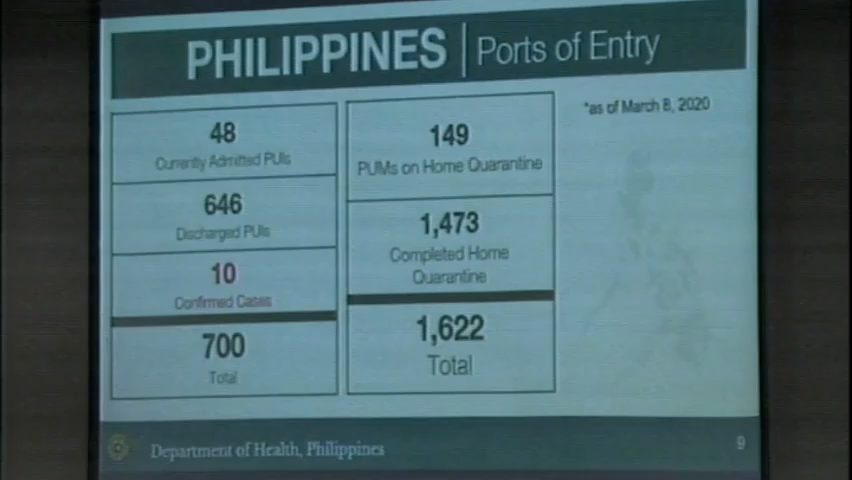 PHILIPPINES | Ports of Entry
*as of March 8, 2020
48
Currently Admitted PUIs
646
Discharged PUIs
10
Confirmed Cases
700
Total
149
PUMs on Home Quarantine
1,473
Completed Home
Quarantine
1,622
Total
Department of Health, Philippines
9